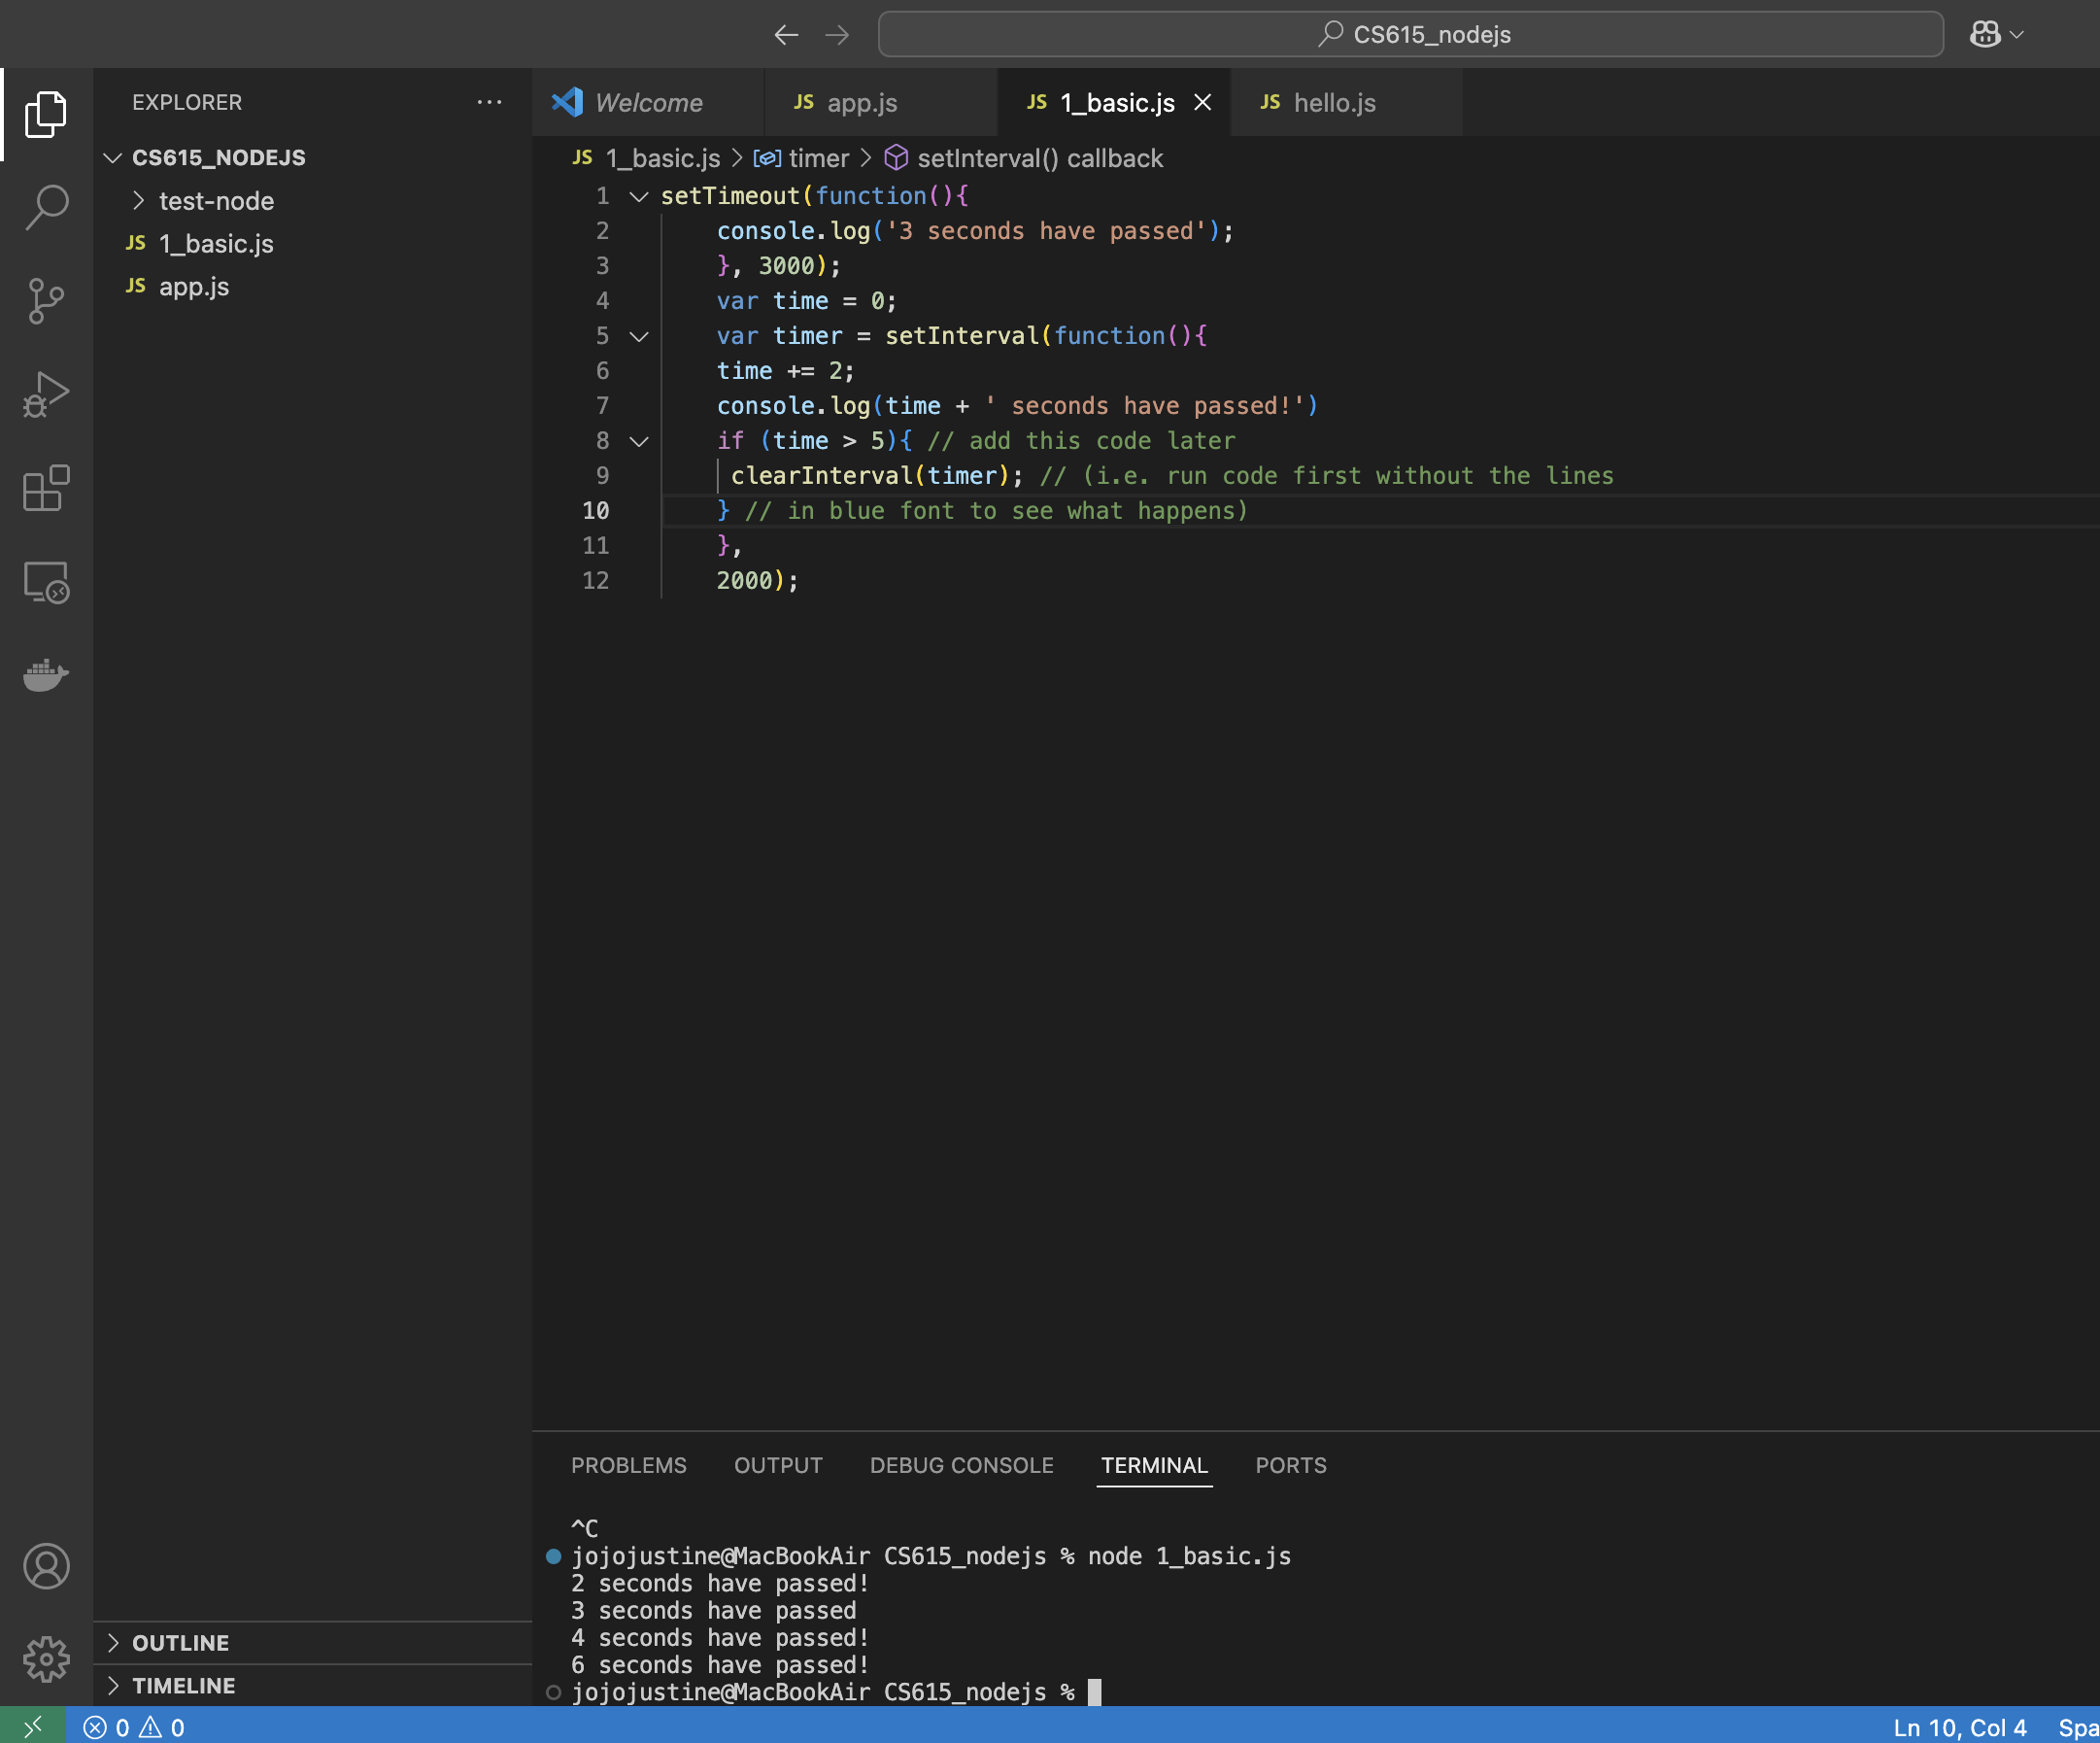 CS615_nodejs
EXPLORER
CS615_NODEJS
test-node
JS 1_basic.js
JS app.js
OUTLINE
TIMELINE
Welcome
JS app.js
JS 1_basic.js
JS hello.js
JS 1_basic.js > timer > setInterval() callback
1 setTimeout(function(){
2 console.log('3 seconds have passed');
3 }, 3000);
4 var time = 0;
5 var timer = setInterval(function(){
6 time += 2;
7 console.log(time + ' seconds have passed!')
8 if (time > 5){ // add this code later
9 clearInterval(timer); // (i.e. run code first without the lines
10 } // in blue font to see what happens)
11 },
12 2000);
PROBLEMS OUTPUT DEBUG CONSOLE TERMINAL PORTS
^C
jojojustine@MacBookAir CS615_nodejs % node 1_basic.js
2 seconds have passed!
3 seconds have passed
4 seconds have passed!
6 seconds have passed!
jojojustine@MacBookAir CS615_nodejs %
0 0 Ln 10, Col 4 Spa